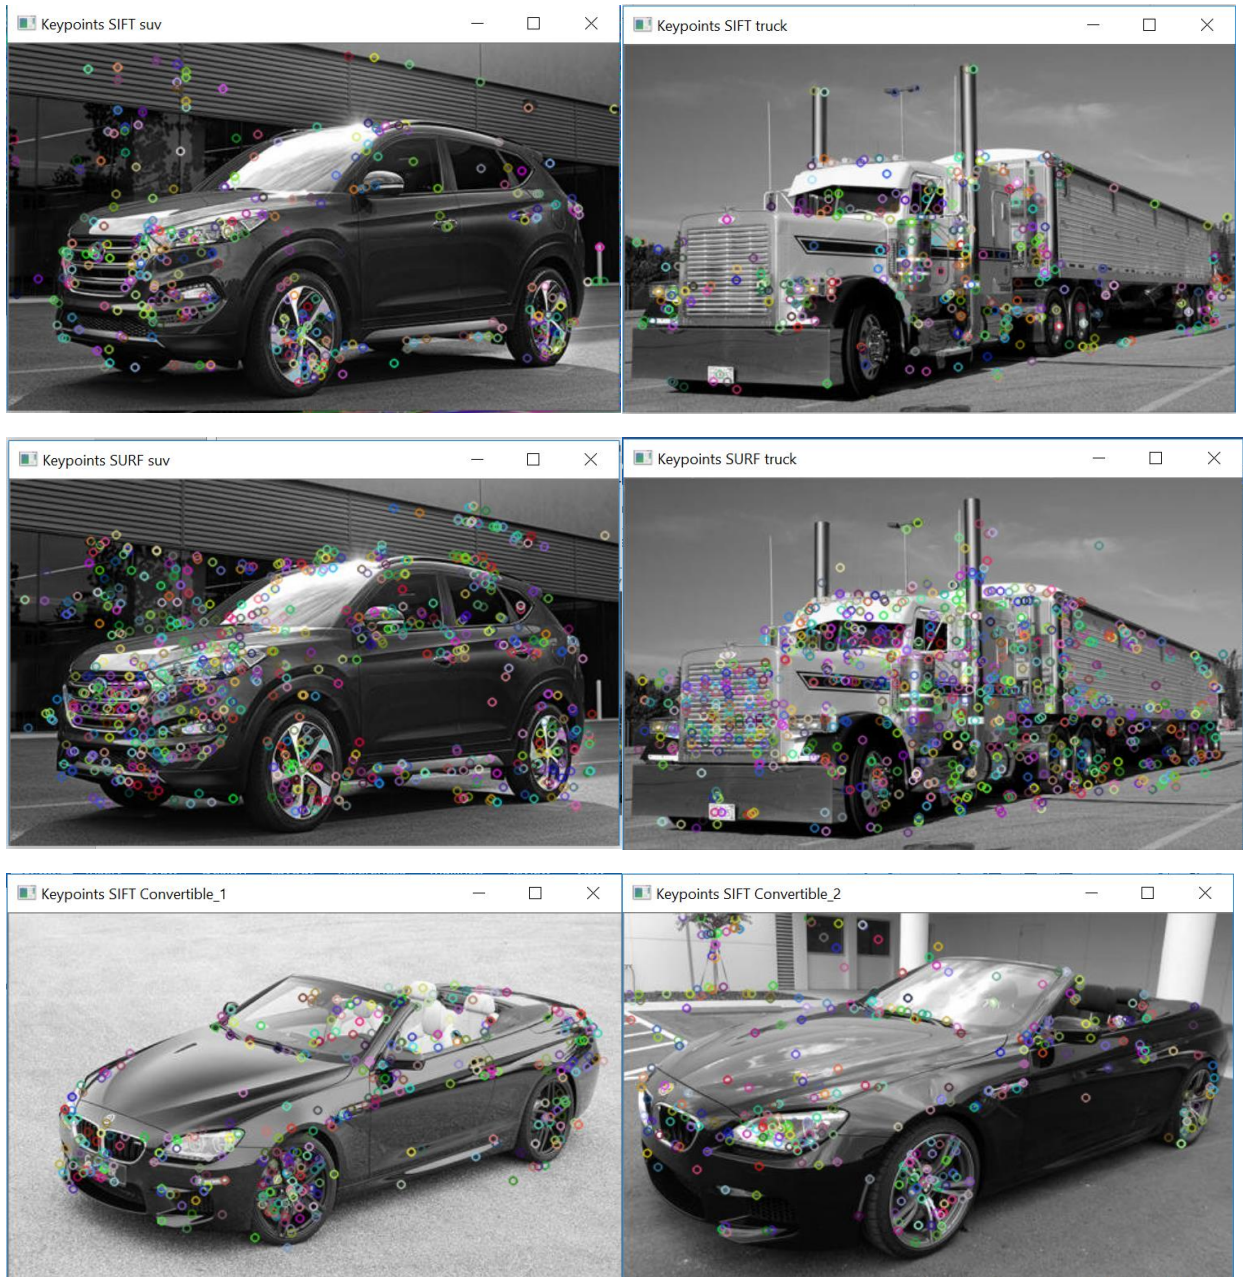 Keypoints SIFT suv
Keypoints SIFT truck
Keypoints SURF suv
Keypoints SURF truck
Keypoints SIFT Convertible_1
Keypoints SIFT Convertible_2